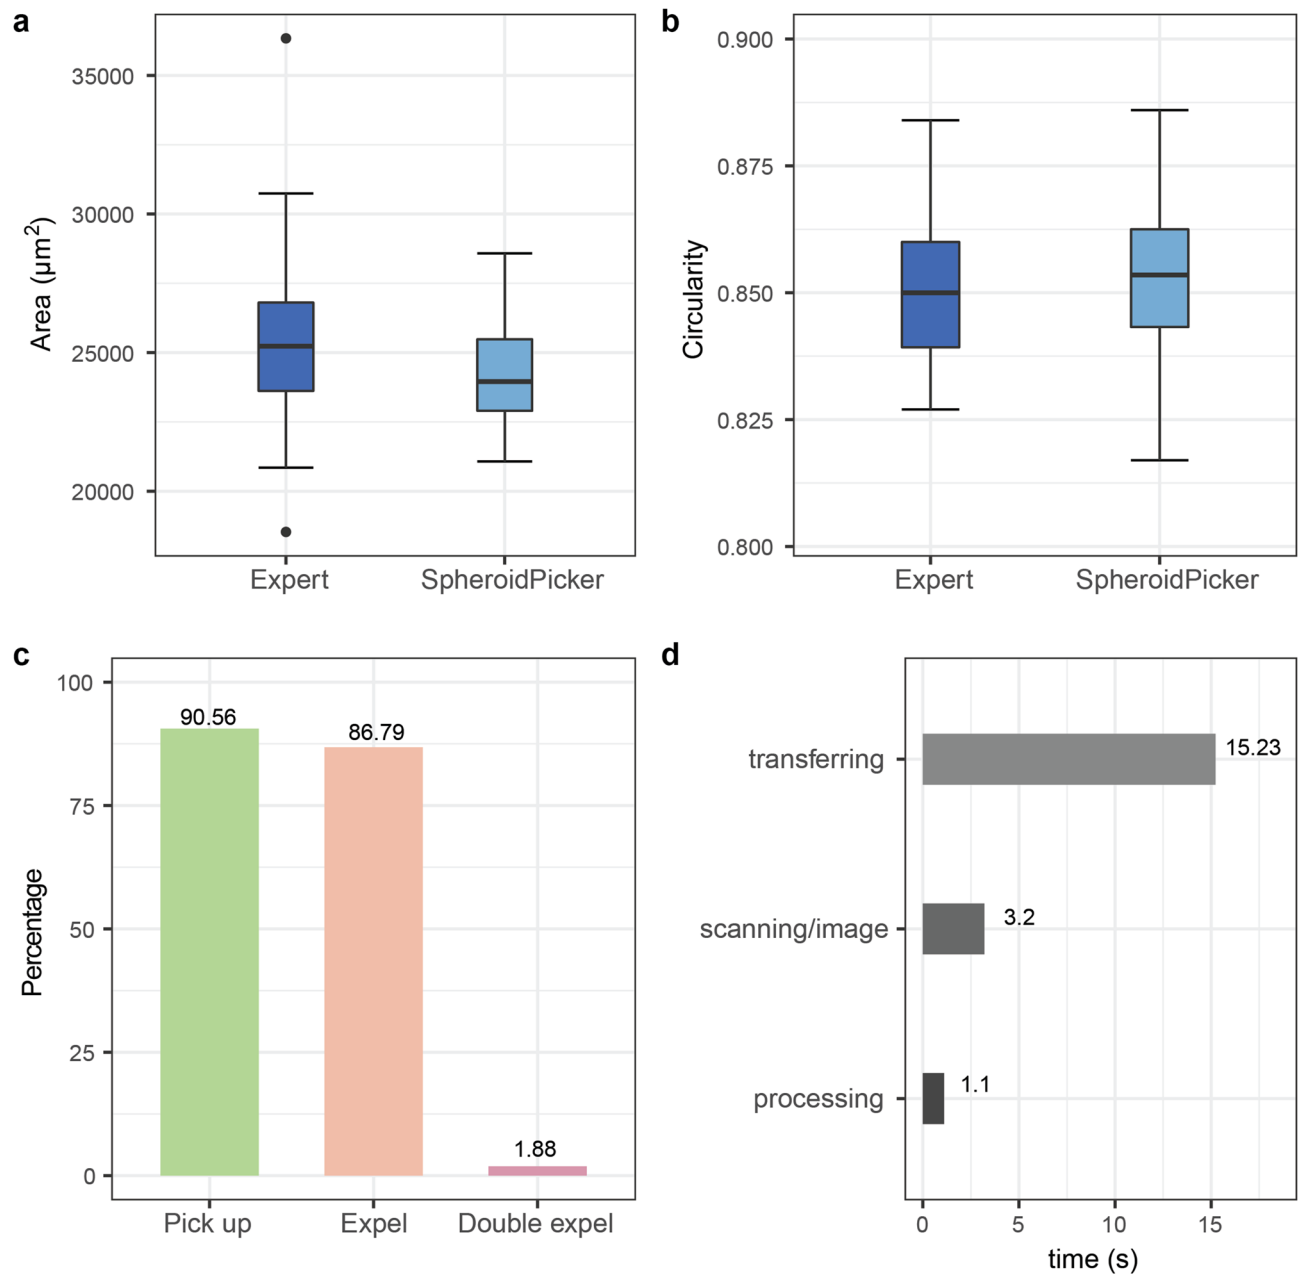 a
35000
30000
25000
20000
Area (µm²)
Expert
SpheroidPicker
b
0.900
0.875
0.850
0.825
0.800
Circularity
Expert
SpheroidPicker
c
100
75
50
25
0
Percentage
90.56
86.79
1.88
Pick up
Expel
Double expel
d
transferring
15.23
scanning/image
3.2
processing
1.1
0
5
10
15
time (s)